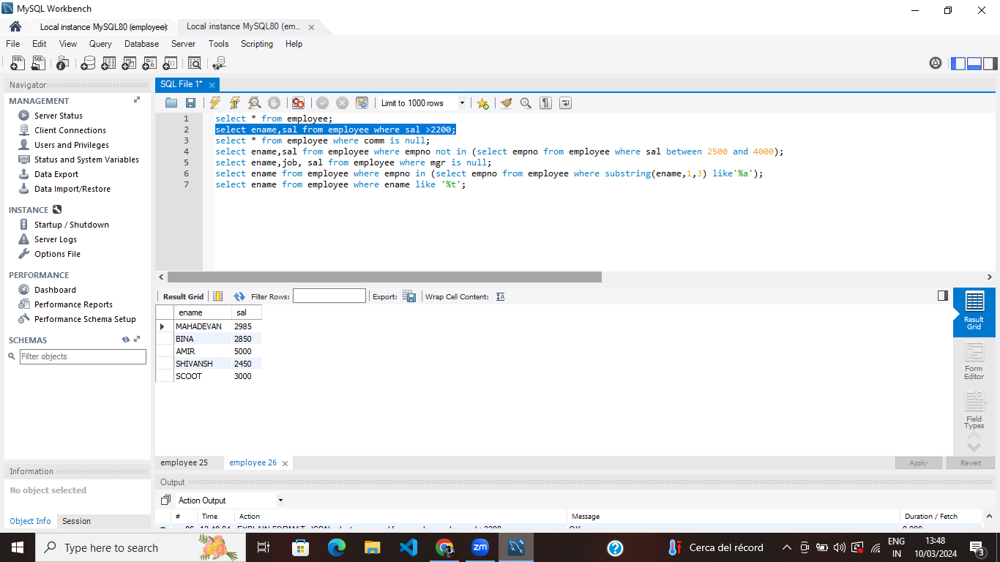 MySQL Workbench
Local instance MySQL80 (employee)
Local instance MySQL80 (em...
File Edit View Query Database Server Tools Scripting Help
Navigator
MANAGEMENT
Server Status
Client Connections
Users and Privileges
Status and System Variables
Data Export
Data Import/Restore
INSTANCE
Startup / Shutdown
Server Logs
Options File
PERFORMANCE
Dashboard
Performance Reports
Performance Schema Setup
SCHEMAS
Filter objects
Information
No object selected
Object Info Session
SQL File 1*
Limit to 1000 rows
1 select * from employee;
2 select ename,sal from employee where sal >2200;
3 select * from employee where comm is null;
4 select ename,sal from employee where empno not in (select empno from employee where sal between 2500 and 4000);
5 select ename,job, sal from employee where mgr is null;
6 select ename from employee where empno in (select empno from employee where substring(ename,1,3) like'%a');
7 select ename from employee where ename like '%t';
Result Grid Filter Rows: Export: Wrap Cell Content:
ename sal
MAHADEVAN 2985
BINA 2850
AMIR 5000
SHIVANSH 2450
SCOOT 3000
Result
Grid
Form
Editor
Field
Types
employee 25 employee 26
Apply Revert
Output
Action Output
# Time Action Message Duration / Fetch
Type here to search
zm
Cerca del récord
ENG
IN
13:48
10/03/2024
3